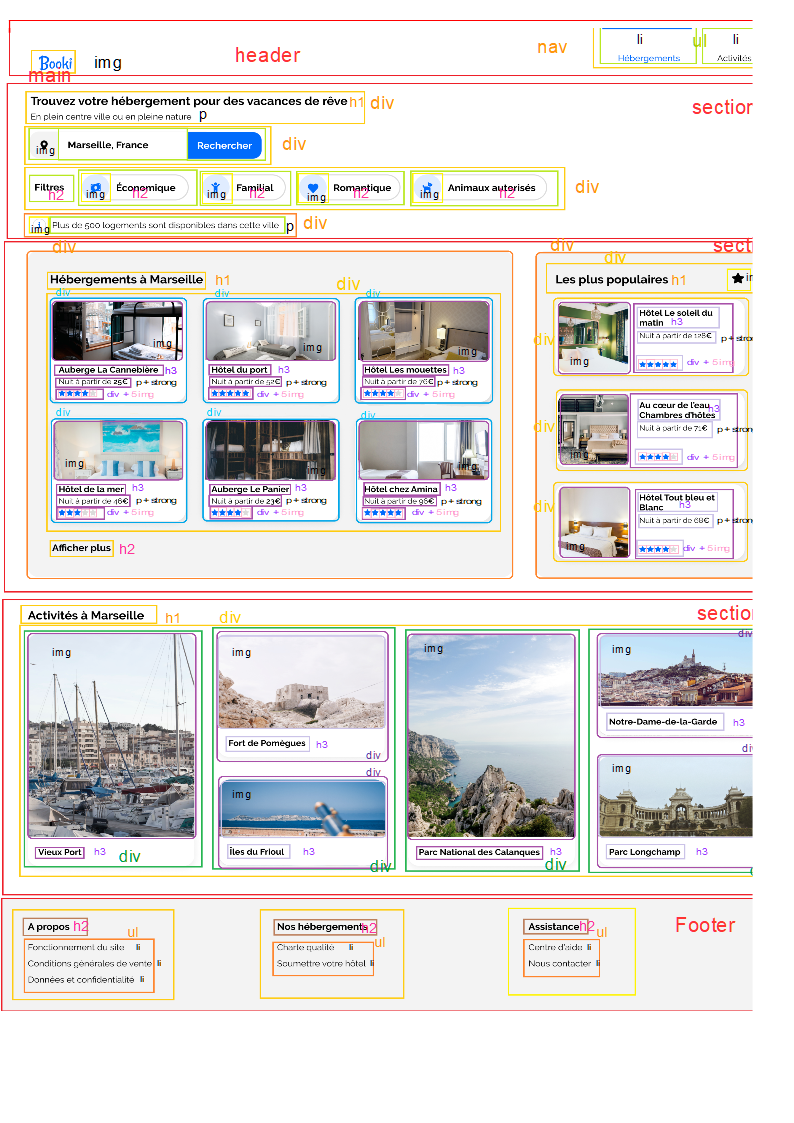 header
nav
li
ul
li
Booki
img
Hébergements
Activités
main
Trouvez votre hébergement pour des vacances de rêve h1 div
section
En plein centre ville ou en pleine nature p
img
Marseille, France
Rechercher
div
Filtres
h2
img
Économique
h2
img
Familial
h2
img
Romantique
h2
img
Animaux autorisés
h2
div
img
Plus de 500 logements sont disponibles dans cette ville p
div
div
div
sect
div
Hébergements à Marseille h1
div
Les plus populaires h1
div
div
div
img
img
img
Auberge La Cannebière h3
Nuit à partir de 25€ p + strong
div + 5 img
Hôtel du port h3
Nuit à partir de 52€ p + strong
div + 5 img
Hôtel Les mouettes h3
Nuit à partir de 76€ p + strong
div + 5 img
div
img
Hôtel Le soleil du
matin h3
Nuit à partir de 128€ p + stron
div + 5 img
div
div
div
img
img
img
Hôtel de la mer h3
Nuit à partir de 46€ p + strong
div + 5 img
Auberge Le Panier h3
Nuit à partir de 23€ p + strong
div + 5 img
Hôtel chez Amina h3
Nuit à partir de 96€ p + strong
div + 5 img
div
img
Au cœur de l'eau h3
Chambres d'hôtes
Nuit à partir de 71€ p + stron
div + 5 img
div
img
Hôtel Tout bleu et
Blanc h3
Nuit à partir de 68€ p + stron
div + 5 img
Afficher plus h2
Activités à Marseille h1 div
section
img
Vieux Port h3
div
img
Fort de Pomègues h3
div
div
img
Îles du Frioul h3
div
img
Parc National des Calanques h3
div
div
img
Notre-Dame-de-la-Garde h3
img
Parc Longchamp h3
Footer
A propos h2
ul
Fonctionnement du site li
Conditions générales de vente li
Données et confidentialité li
Nos hébergements h2
ul
Charte qualité li
Soumettre votre hôtel li
Assistance h2
ul
Centre d'aide li
Nous contacter li